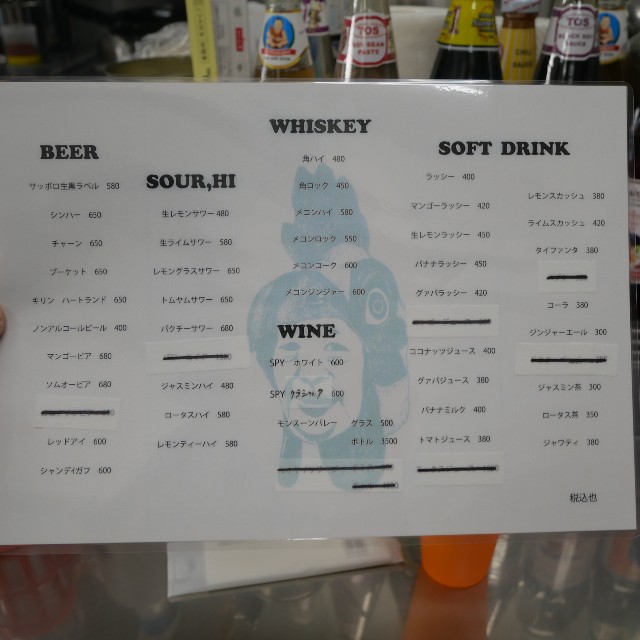 TOS
TOS
BEER
サッポロ生黒ラベル 580
シンハー 650
チャーン 650
プーケット 650
キリン ハートランド 650
ノンアルコールビール 400
マンゴービア 680
ソムオービア 680
レッドアイ 600
シャンディガフ 600
SOUR,HI
生レモンサワー 480
生ライムサワー 580
レモングラスサワー 650
トムヤムサワー 650
パクチーサワー 680
ジャスミンハイ 480
ロータスハイ 580
レモンティーハイ 580
WHISKEY
角ハイ 480
角ロック 450
メコンハイ 580
メコンロック 550
メコンコーク 600
メコンジンジャー 600
WINE
SPY ホワイト 600
SPY クラシック 600
モンスーンバレー グラス 500
ボトル 3500
SOFT DRINK
ラッシー 400
マンゴーラッシー 420
生レモンラッシー 450
バナナラッシー 450
グァバラッシー 420
ココナッツジュース 400
グァバジュース 380
バナナミルク 400
トマトジュース 380
レモンスカッシュ 380
ライムスカッシュ 420
タイファンタ 380
コーラ 380
ジンジャーエール 300
ジャスミン茶 300
ロータス茶 350
ジャワティ 380
税込也